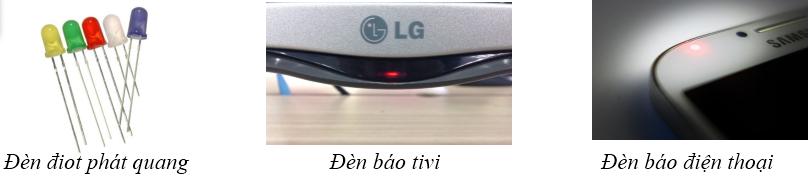 LG
SAMSUNG
Đèn điot phát quang
Đèn báo tivi
Đèn báo điện thoại